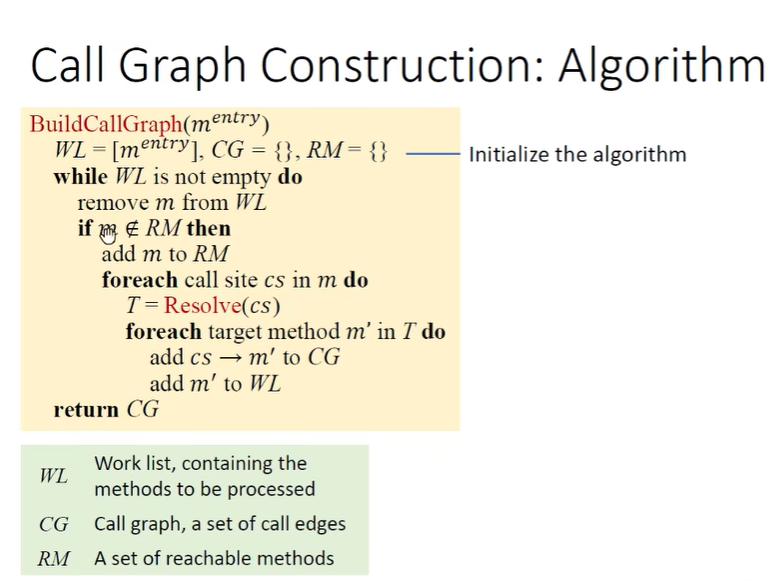 Call Graph Construction: Algorithm
BuildCallGraph(m^entry)
WL = [m^entry], CG = {}, RM = {}
Initialize the algorithm
while WL is not empty do
remove m from WL
if m ∉ RM then
add m to RM
foreach call site cs in m do
T = Resolve(cs)
foreach target method m′ in T do
add cs → m′ to CG
add m′ to WL
return CG
WL Work list, containing the
methods to be processed
CG Call graph, a set of call edges
RM A set of reachable methods